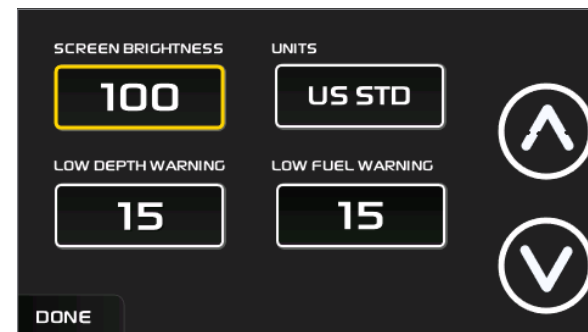 SCREEN BRIGHTNESS
UNITS
100
US STD
LOW DEPTH WARNING
LOW FUEL WARNING
15
15
DONE